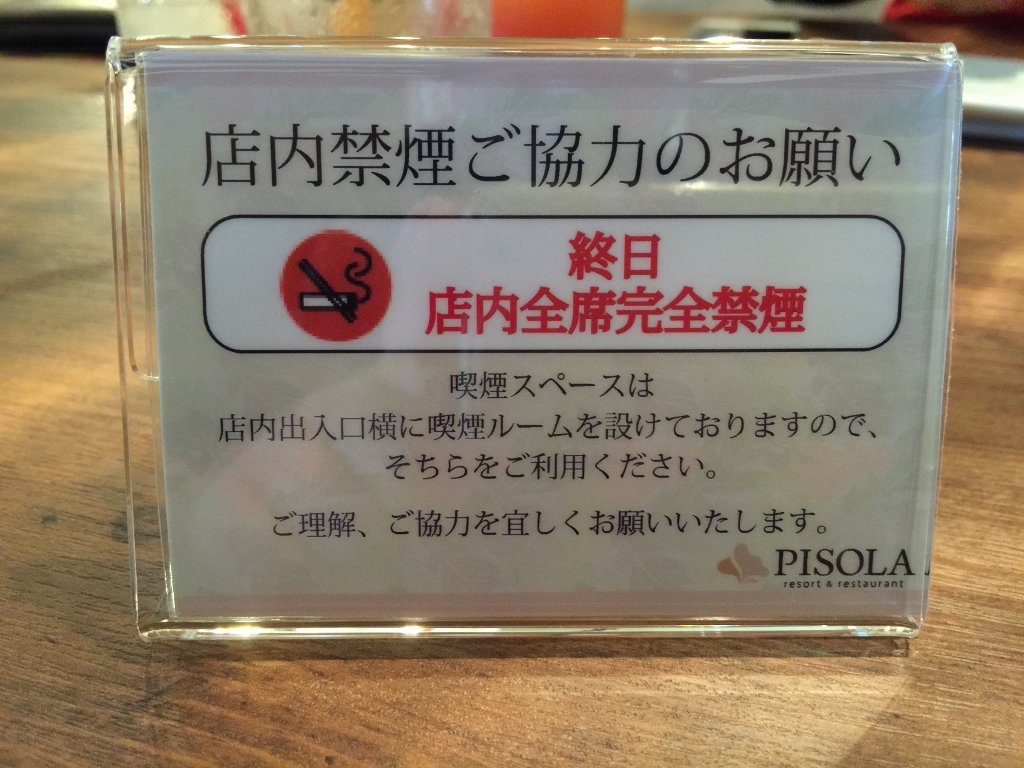 店内禁煙ご協力のお願い
終日
店内全席完全禁煙
喫煙スペースは
店内出入口横に喫煙ルームを設けておりますので、
そちらをご利用ください。
ご理解、ご協力を宜しくお願いいたします。
PISOLA
resort & restaurant